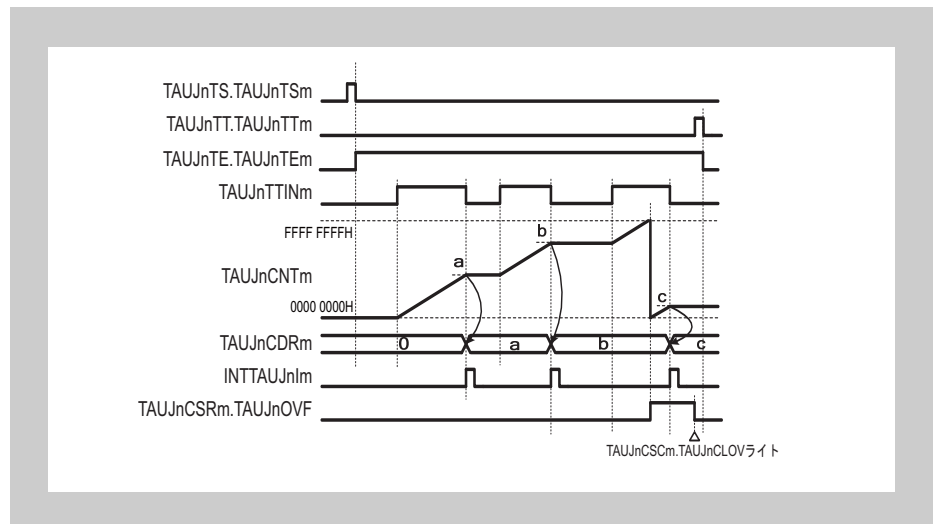 TAUJnTS.TAUJnTSm
TAUJnTT.TAUJnTTm
TAUJnTE.TAUJnTEm
TAUJnTTINm
FFFF FFFFH
b
a
TAUJnCNTm
c
0000 0000H
TAUJnCDRm 0 a b c
INTTAUJnIm
TAUJnCSRm.TAUJnOVF
TAUJnCSCm.TAUJnCLOVライト